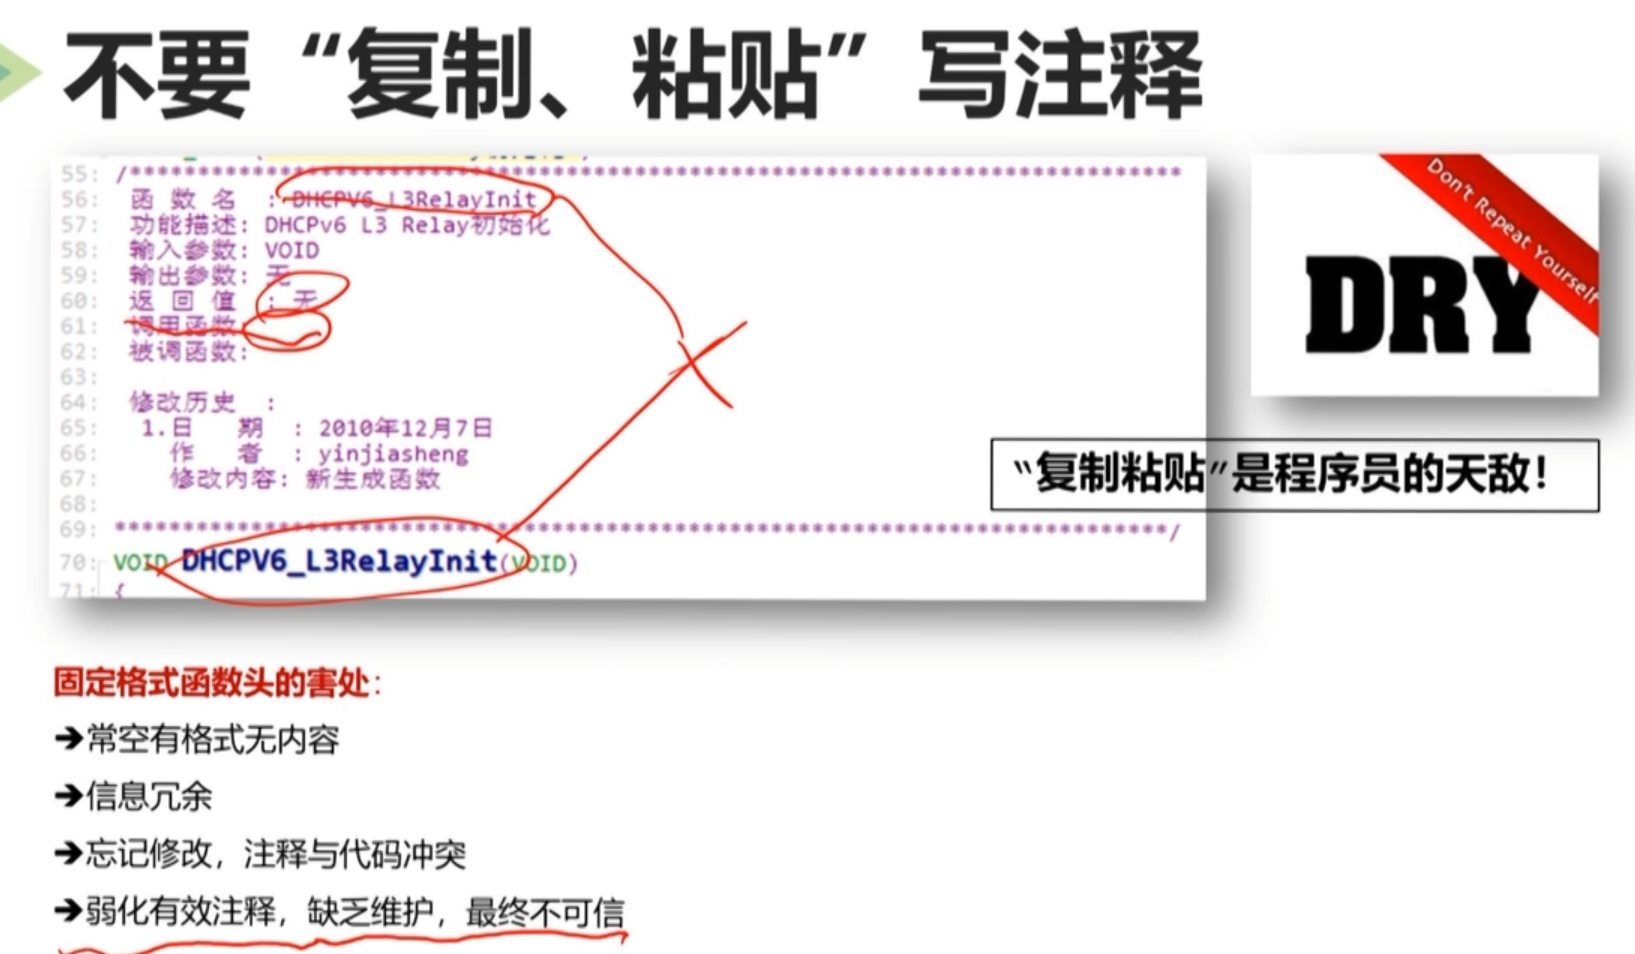 不要“复制、粘贴”写注释
55: /******************************************************************************
56: 函 数 名 : DHCPV6_L3RelayInit
57: 功能描述: DHCPv6 L3 Relay初始化
58: 输入参数: VOID
59: 输出参数: 无
60: 返 回 值 : 无
61: 调用函数:
62: 被调函数:
63:
64: 修改历史 :
65: 1.日 期 : 2010年12月7日
66: 作 者 : yinjiasheng
67: 修改内容: 新生成函数
68:
69: ******************************************************************************/
70: VOID DHCPV6_L3RelayInit(VOID)
71: {
Don't Repeat Yourself
DRY
“复制粘贴”是程序员的天敌!
固定格式函数头的害处:
➔常空有格式无内容
➔信息冗余
➔忘记修改，注释与代码冲突
➔弱化有效注释，缺乏维护，最终不可信